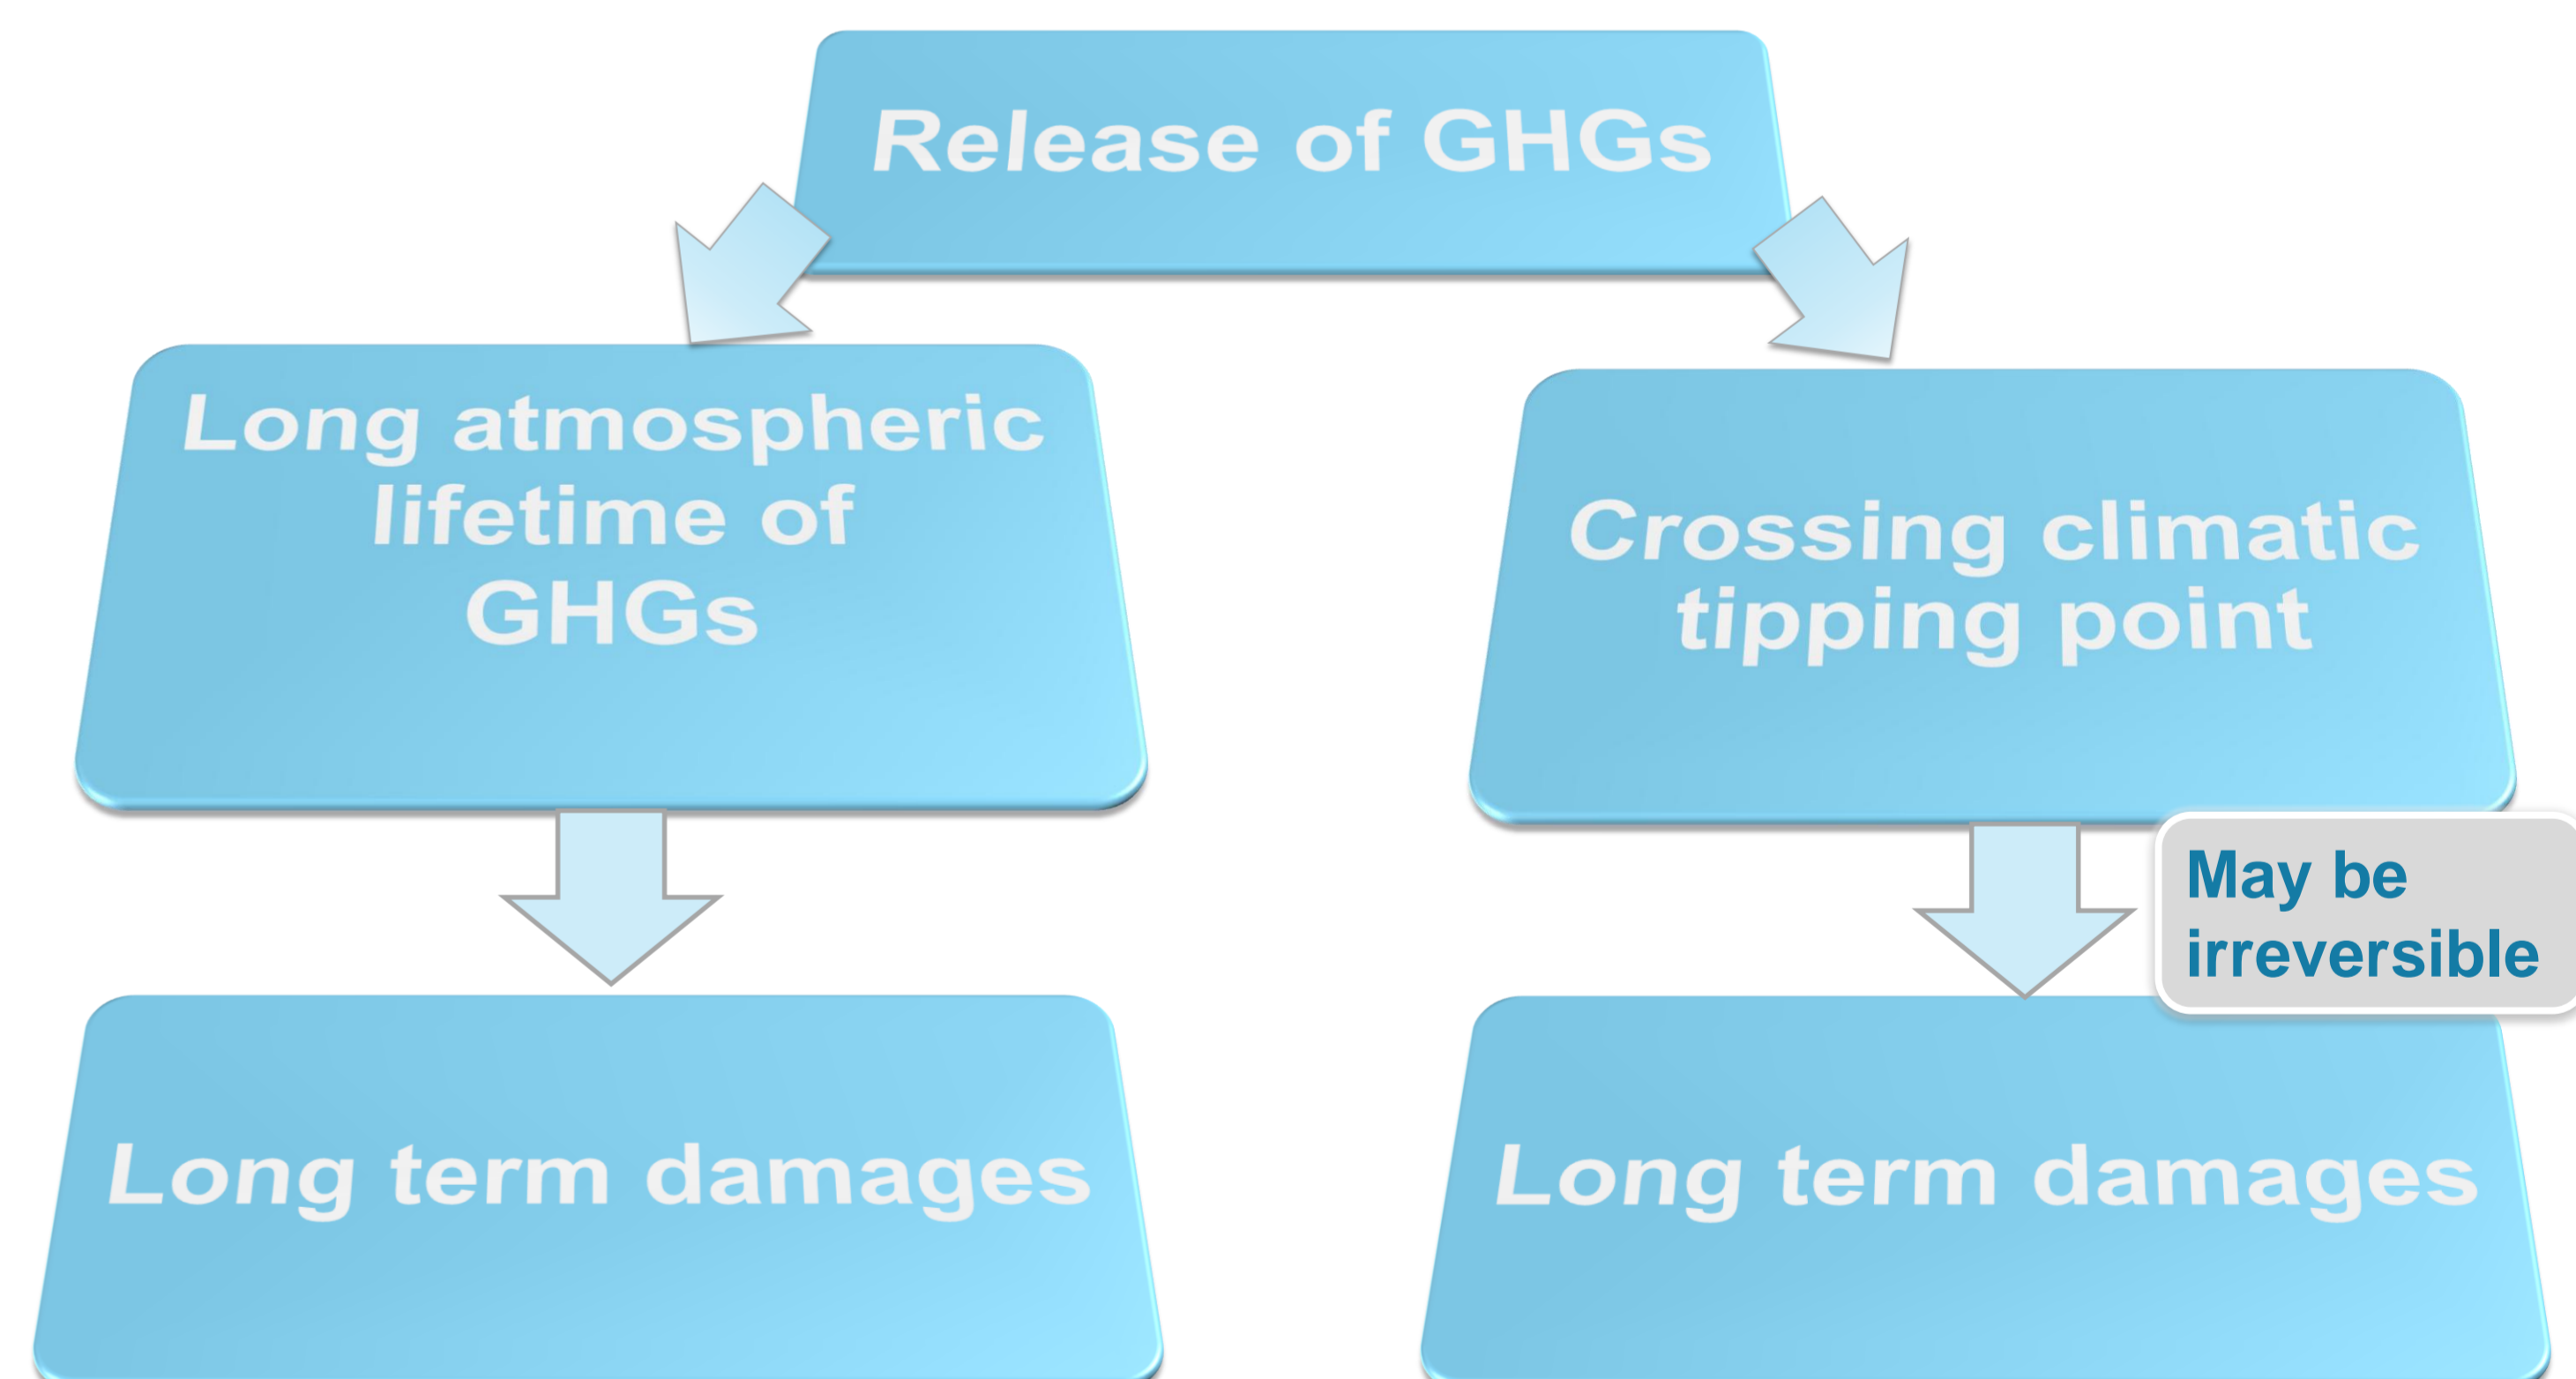 Release of GHGs
Long atmospheric
lifetime of
GHGs
Crossing climatic
tipping point
May be
irreversible
Long term damages
Long term damages